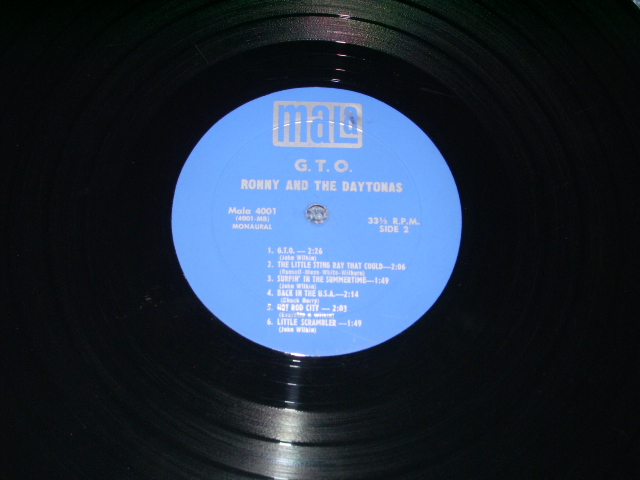 mala
G. T. O.
RONNY AND THE DAYTONAS
Mala 4001
(4001-MB)
MONAURAL
33⅓ R.P.M.
SIDE 2
1. G.T.O. — 2:26
(John Wilkin)
2. THE LITTLE STING RAY THAT COULD—2:06
3. SURFIN' IN THE SUMMERTIME—1:49
(John Wilkin)
4. BACK IN THE U.S.A.—2:14
(Chuck Berry)
5. HOT ROD CITY — 2:03
6. LITTLE SCRAMBLER—1:49
(John Wilkin)